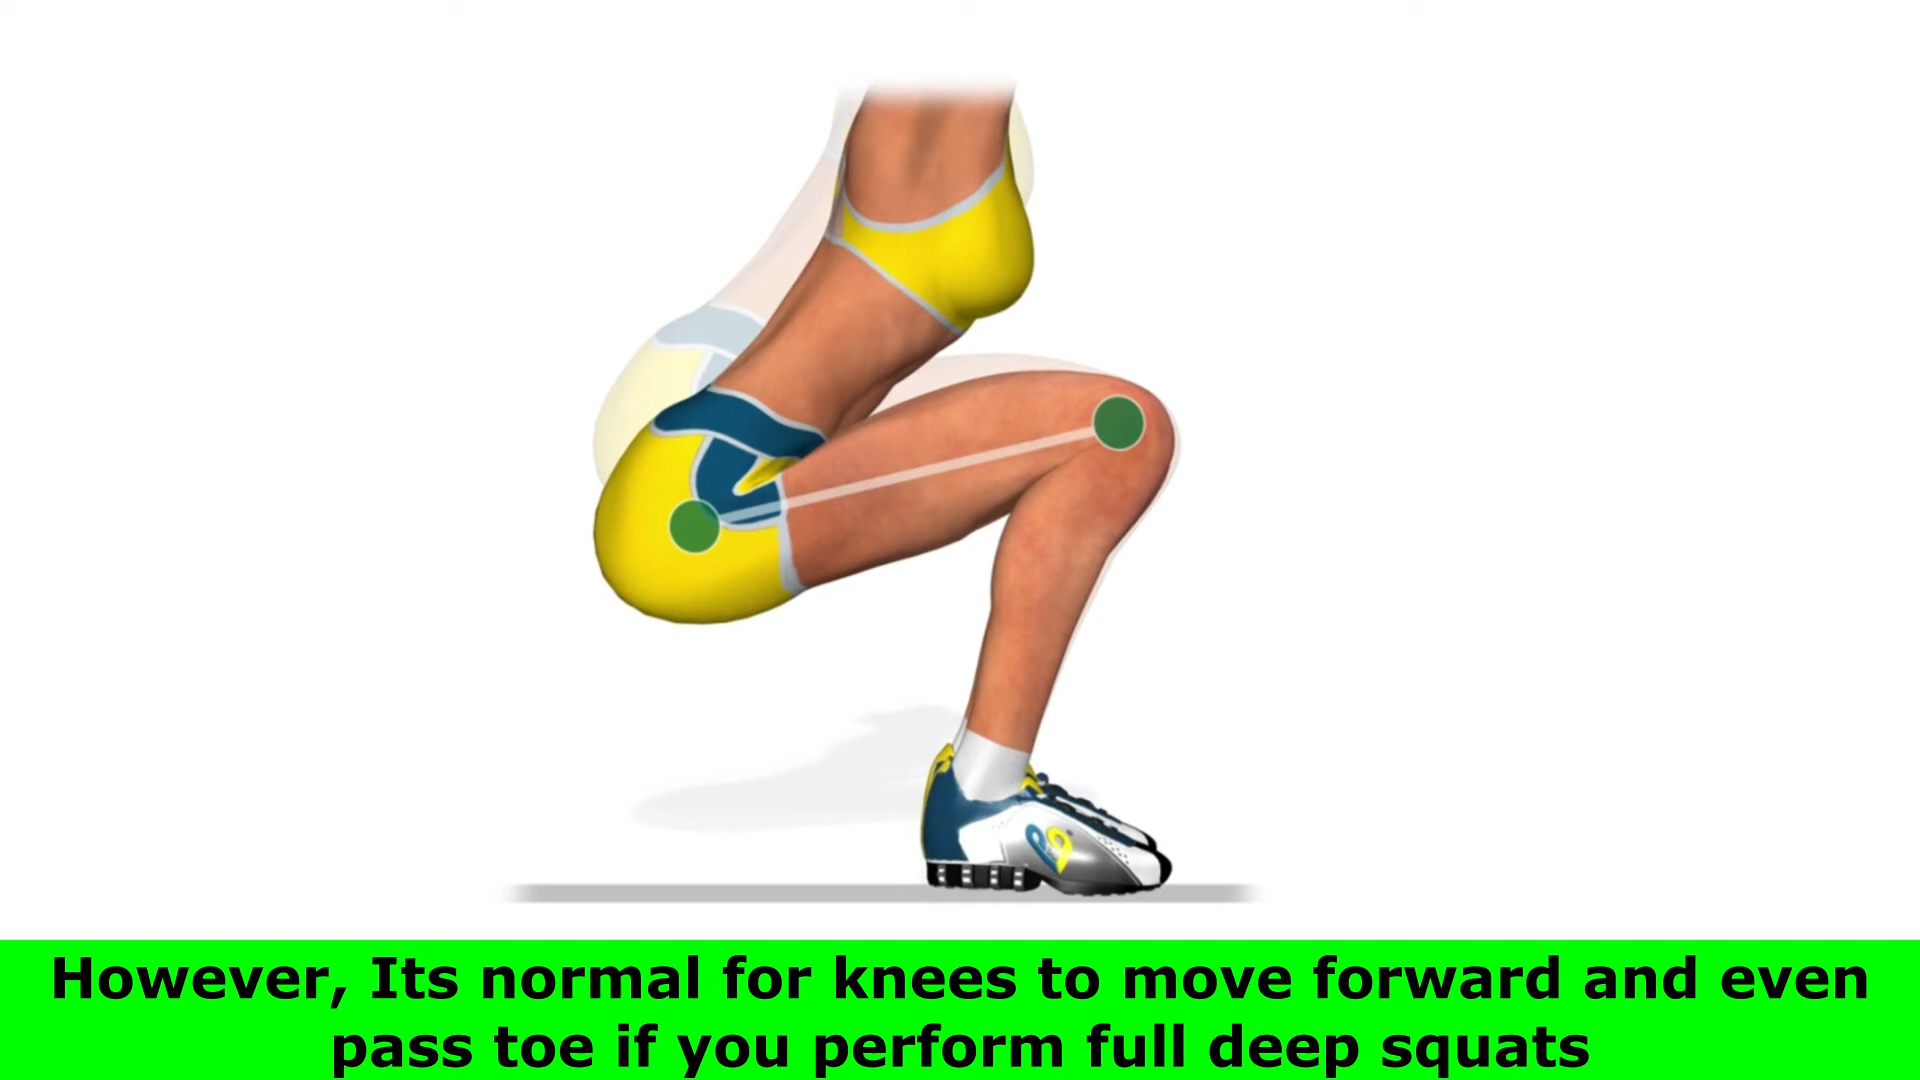 However, Its normal for knees to move forward and even
pass toe if you perform full deep squats